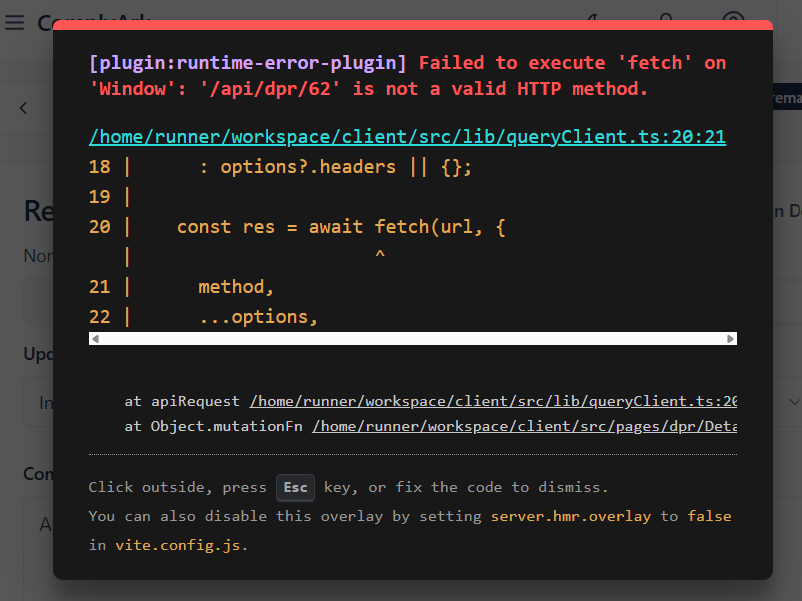 [plugin:runtime-error-plugin] Failed to execute 'fetch' on
'Window': '/api/dpr/62' is not a valid HTTP method.
/home/runner/workspace/client/src/lib/queryClient.ts:20:21
18 |      : options?.headers || {};
19 |
20 |    const res = await fetch(url, {
   |                      ^
21 |      method,
22 |      ...options,
at apiRequest /home/runner/workspace/client/src/lib/queryClient.ts:20
at Object.mutationFn /home/runner/workspace/client/src/pages/dpr/Deta
Click outside, press Esc key, or fix the code to dismiss.
You can also disable this overlay by setting server.hmr.overlay to false
in vite.config.js.